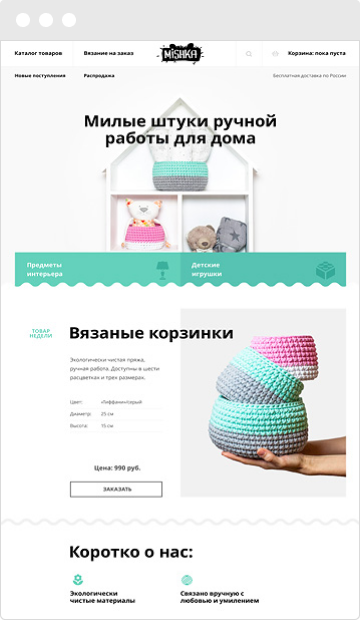 Каталог товаров
Вязание на заказ
MiSHKA
Корзина: пока пуста
Новые поступления
Распродажа
Бесплатная доставка по России
Милые штуки ручной
работы для дома
Предметы
интерьера
Детские
игрушки
ТОВАР
НЕДЕЛИ
Вязаные корзинки
Экологически чистая пряжа,
ручная работа. Доступны в шести
расцветках и трех размерах.
Цвет: «Тиффани»/серый
Диаметр: 25 см
Высота: 15 см
Цена: 990 руб.
ЗАКАЗАТЬ
Коротко о нас:
Экологически
чистые материалы
Связано вручную с
любовью и умилением